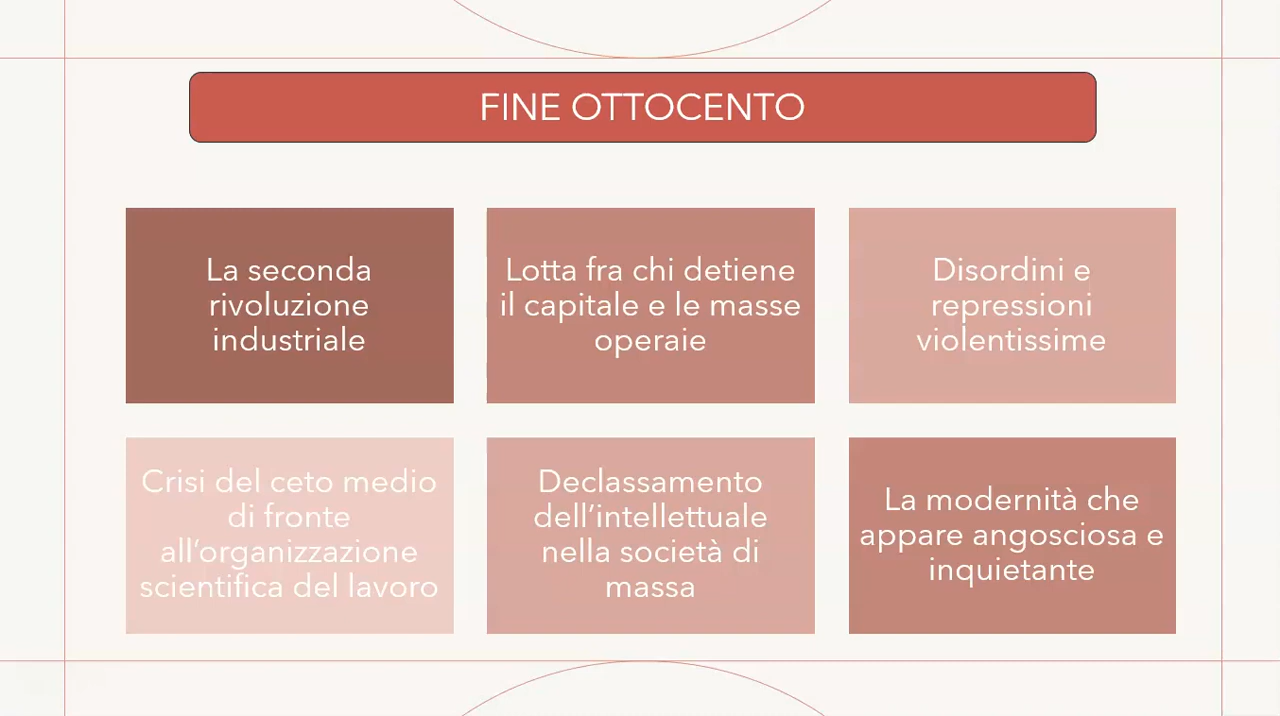 FINE OTTOCENTO
La seconda
rivoluzione
industriale
Lotta fra chi detiene
il capitale e le masse
operaie
Disordini e
repressioni
violentissime
Crisi del ceto medio
di fronte
all’organizzazione
scientifica del lavoro
Declassamento
dell’intellettuale
nella società di
massa
La modernità che
appare angosciosa e
inquietante